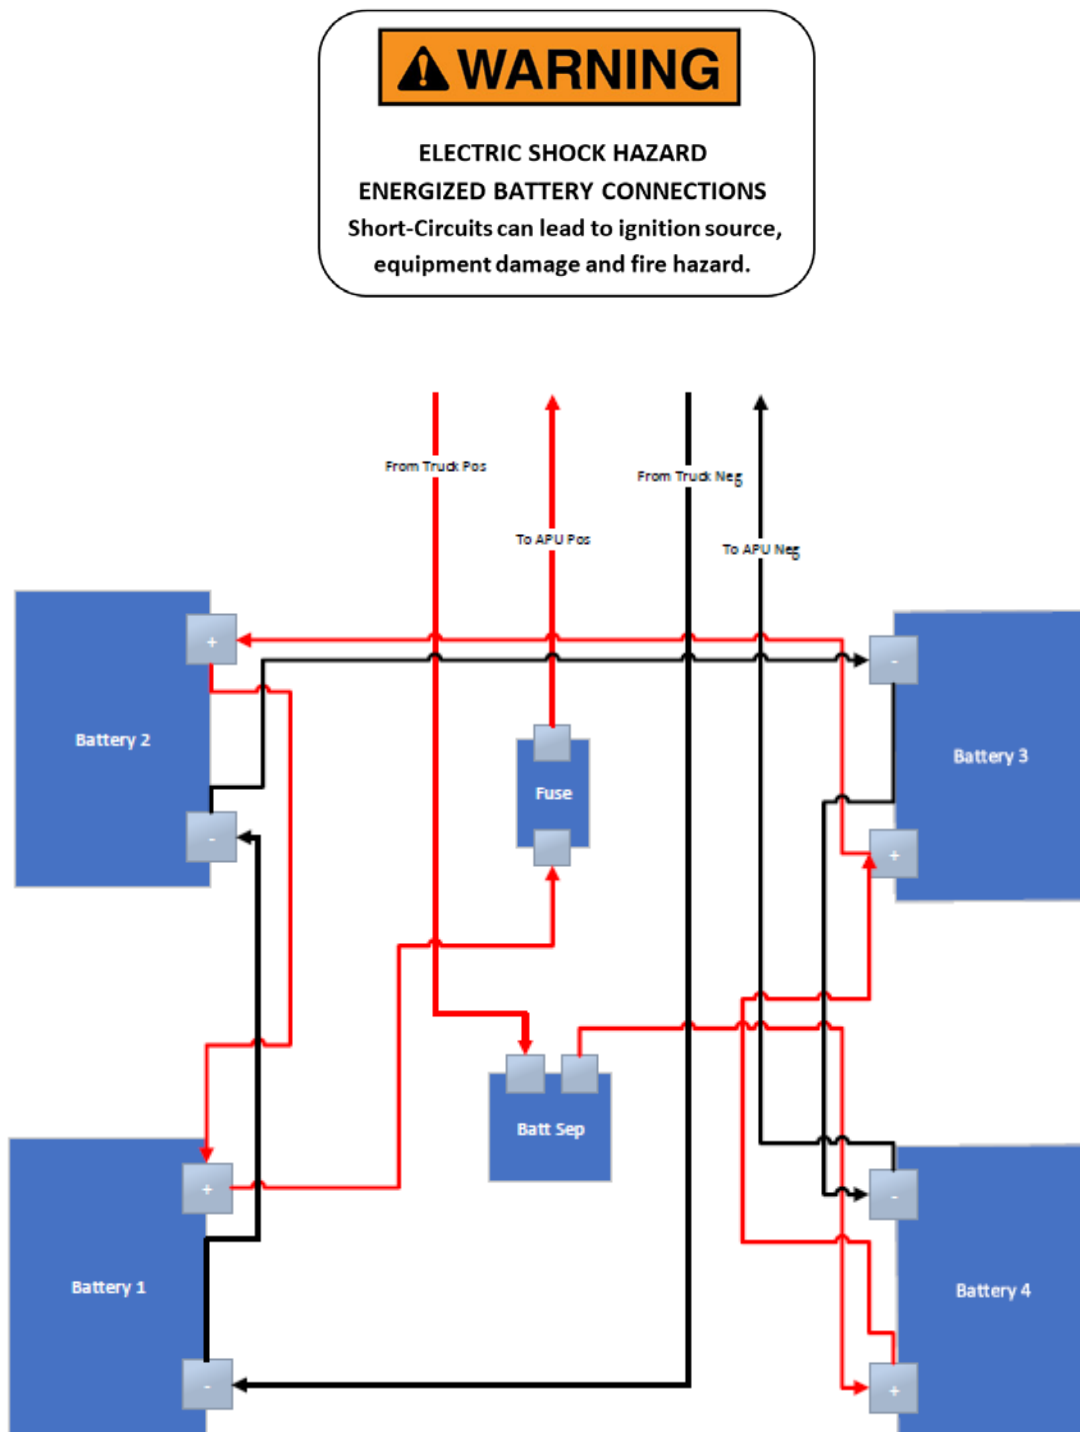 WARNING
ELECTRIC SHOCK HAZARD
ENERGIZED BATTERY CONNECTIONS
Short-Circuits can lead to ignition source,
equipment damage and fire hazard.
From Truck Pos
From Truck Neg
To APU Pos
To APU Neg
+
-
Battery 2
-
Battery 3
+
Fuse
-
Batt Sep
+
-
Battery 1
Battery 4
-
+